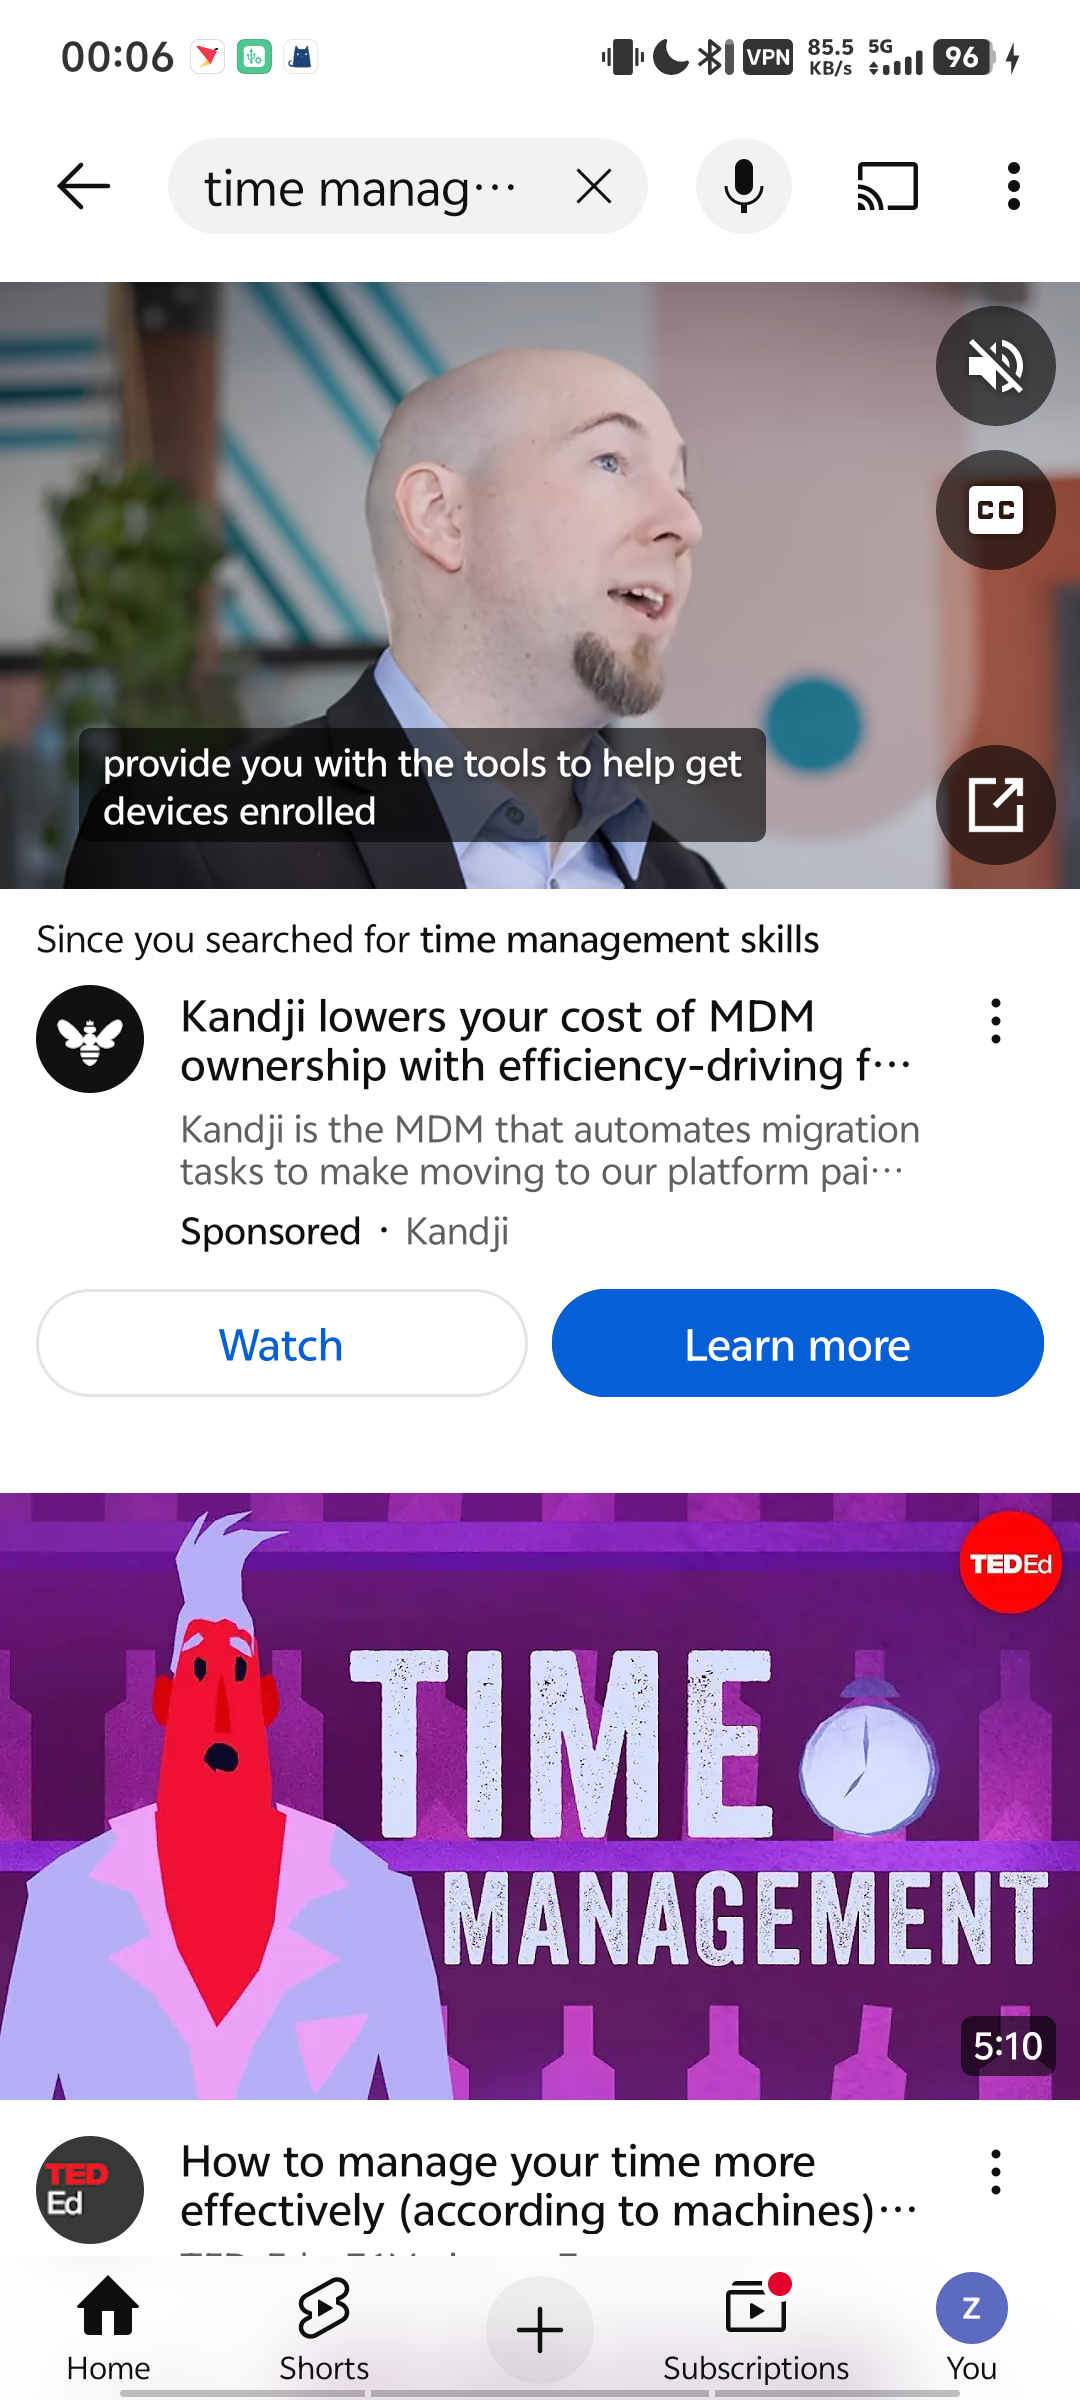 00:06
VPN
85.5
KB/s
5G
96
time manag···
CC
provide you with the tools to help get
devices enrolled
Since you searched for time management skills
Kandji lowers your cost of MDM
ownership with efficiency-driving f···
Kandji is the MDM that automates migration
tasks to make moving to our platform pai···
Sponsored · Kandji
Watch
Learn more
TEDEd
TIME
MANAGEMENT
5:10
TED
Ed
How to manage your time more
effectively (according to machines)···
Home
Shorts
Subscriptions
Z
You